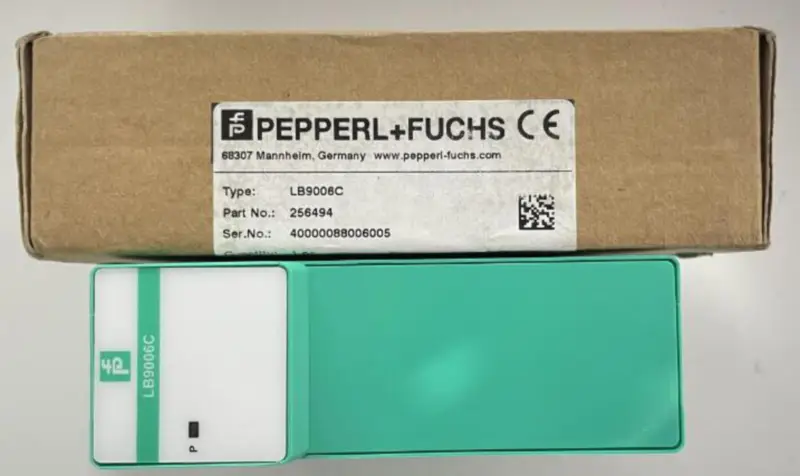 PEPPERL+FUCHS CE
68307 Mannheim, Germany www.pepperl-fuchs.com
Type: LB9006C
Part No.: 256494
Ser.No.: 40000088006005
LB9006C
P